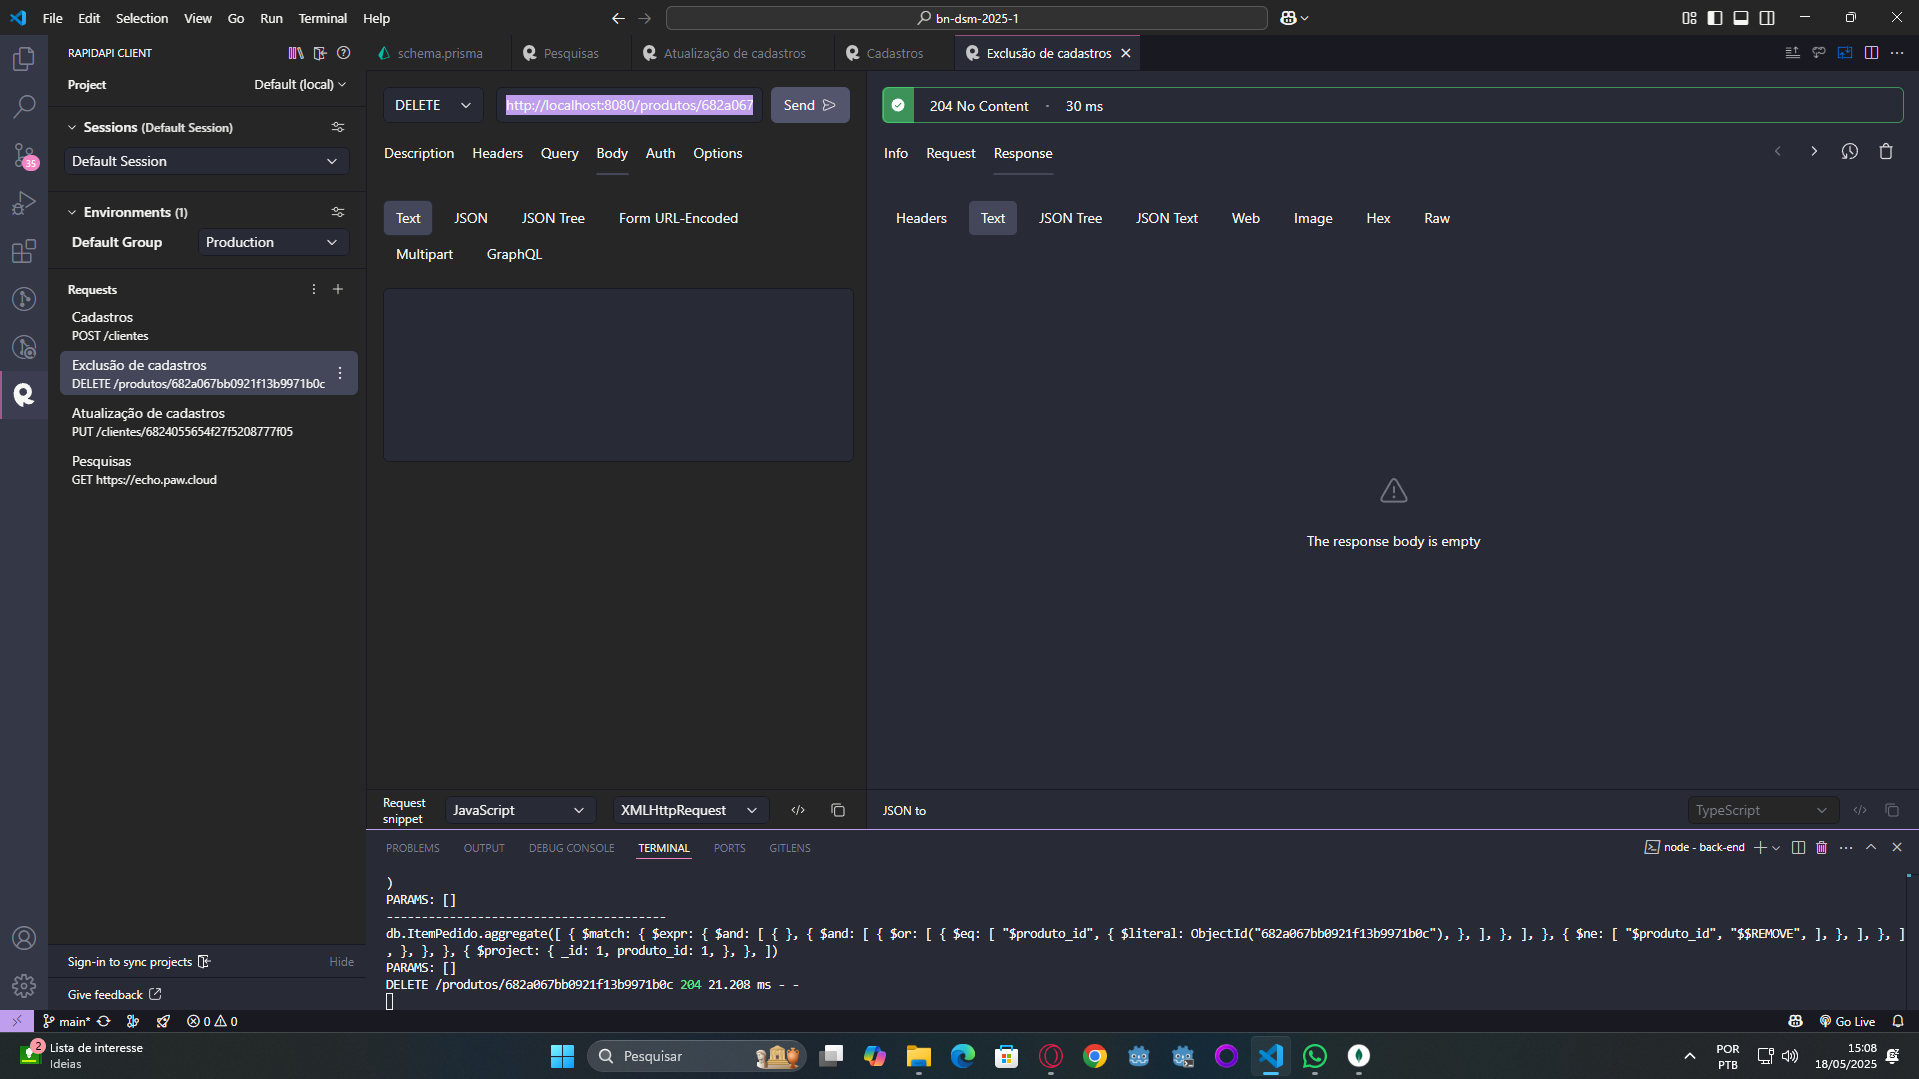 File Edit Selection View Go Run Terminal Help
bn-dsm-2025-1
RAPIDAPI CLIENT
Project Default (local)
Sessions (Default Session)
Default Session
35
Environments (1)
Default Group Production
Requests
Cadastros
POST /clientes
Exclusão de cadastros
DELETE /produtos/682a067bb0921f13b9971b0c
Atualização de cadastros
PUT /clientes/6824055654f27f5208777f05
Pesquisas
GET https://echo.paw.cloud
Sign-in to sync projects Hide
Give feedback
schema.prisma Pesquisas Atualização de cadastros Cadastros Exclusão de cadastros
DELETE http://localhost:8080/produtos/682a067 Send
Description Headers Query Body Auth Options
Text JSON JSON Tree Form URL-Encoded
Multipart GraphQL
204 No Content · 30 ms
Info Request Response
Headers Text JSON Tree JSON Text Web Image Hex Raw
The response body is empty
Request snippet JavaScript XMLHttpRequest
JSON to TypeScript
PROBLEMS OUTPUT DEBUG CONSOLE TERMINAL PORTS GITLENS
node - back-end
)
PARAMS: []
----------------------------------------
db.ItemPedido.aggregate([ { $match: { $expr: { $and: [ { }, { $and: [ { $or: [ { $eq: [ "$produto_id", { $literal: ObjectId("682a067bb0921f13b9971b0c"), }, ], }, ], }, { $ne: [ "$produto_id", "$$REMOVE", ], }, ], }, ]
, }, }, }, { $project: { _id: 1, produto_id: 1, }, }, ])
PARAMS: []
DELETE /produtos/682a067bb0921f13b9971b0c 204 21.208 ms - -
main* 0 0
Go Live
2
Lista de interesse
Ideias
Pesquisar
POR
PTB
15:08
18/05/2025